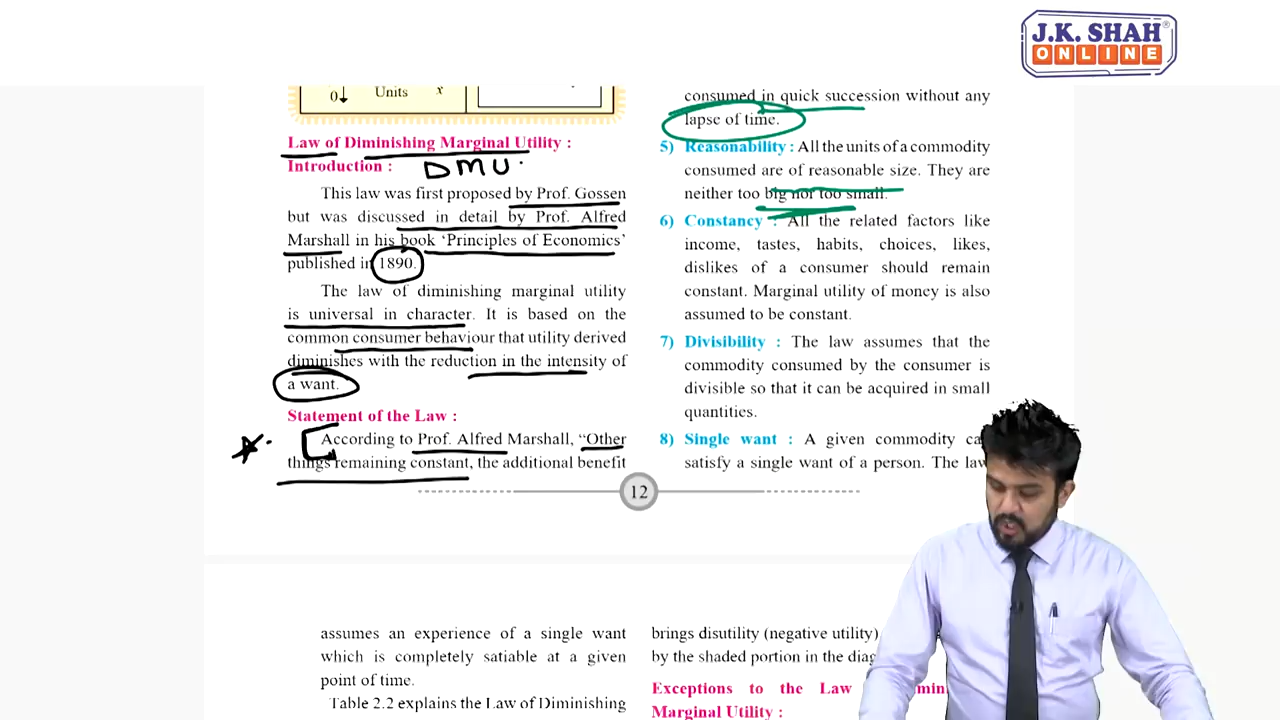 J.K. SHAH
ONLINE
0
Units
x
Law of Diminishing Marginal Utility :
Introduction :
DMU
This law was first proposed by Prof. Gossen
but was discussed in detail by Prof. Alfred
Marshall in his book ‘Principles of Economics’
published in 1890.
The law of diminishing marginal utility
is universal in character. It is based on the
common consumer behaviour that utility derived
diminishes with the reduction in the intensity of
a want.
Statement of the Law :
According to Prof. Alfred Marshall, “Other
things remaining constant, the additional benefit
consumed in quick succession without any
lapse of time.
5) Reasonability : All the units of a commodity
consumed are of reasonable size. They are
neither too big nor too small.
6) Constancy : All the related factors like
income, tastes, habits, choices, likes,
dislikes of a consumer should remain
constant. Marginal utility of money is also
assumed to be constant.
7) Divisibility : The law assumes that the
commodity consumed by the consumer is
divisible so that it can be acquired in small
quantities.
8) Single want : A given commodity
satisfy a single want of a person. The law
12
assumes an experience of a single want
which is completely satiable at a given
point of time.
Table 2.2 explains the Law of Diminishing
brings disutility (negative utility)
by the shaded portion in the
Exceptions to the Law
Marginal Utility :